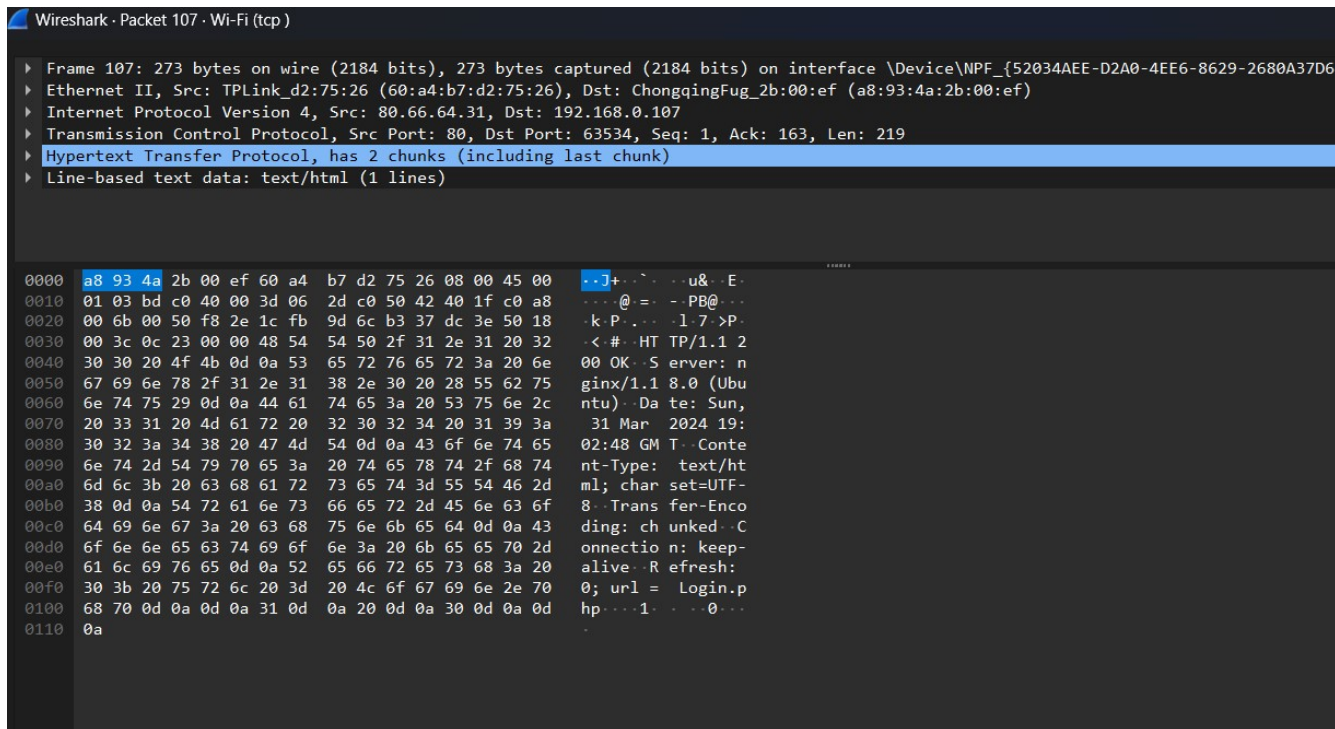 Wireshark · Packet 107 · Wi-Fi (tcp )
Frame 107: 273 bytes on wire (2184 bits), 273 bytes captured (2184 bits) on interface \Device\NPF_{52034AEE-D2A0-4EE6-8629-2680A37D6
Ethernet II, Src: TPLink_d2:75:26 (60:a4:b7:d2:75:26), Dst: ChongqingFug_2b:00:ef (a8:93:4a:2b:00:ef)
Internet Protocol Version 4, Src: 80.66.64.31, Dst: 192.168.0.107
Transmission Control Protocol, Src Port: 80, Dst Port: 63534, Seq: 1, Ack: 163, Len: 219
Hypertext Transfer Protocol, has 2 chunks (including last chunk)
Line-based text data: text/html (1 lines)
0000 a8 93 4a 2b 00 ef 60 a4 b7 d2 75 26 08 00 45 00 ··J+··`· ··u&··E·
0010 01 03 bd c0 40 00 3d 06 2d c0 50 42 40 1f c0 a8 ····@·=· -·PB@···
0020 00 6b 00 50 f8 2e 1c fb 9d 6c b3 37 dc 3e 50 18 ·k·P·.·· ·l·7·>P·
0030 00 3c 0c 23 00 00 48 54 54 50 2f 31 2e 31 20 32 ·<·#··HT TP/1.1 2
0040 30 30 20 4f 4b 0d 0a 53 65 72 76 65 72 3a 20 6e 00 OK··S erver: n
0050 67 69 6e 78 2f 31 2e 31 38 2e 30 20 28 55 62 75 ginx/1.1 8.0 (Ubu
0060 6e 74 75 29 0d 0a 44 61 74 65 3a 20 53 75 6e 2c ntu)··Da te: Sun,
0070 20 33 31 20 4d 61 72 20 32 30 32 34 20 31 39 3a 31 Mar 2024 19:
0080 30 32 3a 34 38 20 47 4d 54 0d 0a 43 6f 6e 74 65 02:48 GM T··Conte
0090 6e 74 2d 54 79 70 65 3a 20 74 65 78 74 2f 68 74 nt-Type: text/ht
00a0 6d 6c 3b 20 63 68 61 72 73 65 74 3d 55 54 46 2d ml; char set=UTF-
00b0 38 0d 0a 54 72 61 6e 73 66 65 72 2d 45 6e 63 6f 8··Trans fer-Enco
00c0 64 69 6e 67 3a 20 63 68 75 6e 6b 65 64 0d 0a 43 ding: ch unked··C
00d0 6f 6e 6e 65 63 74 69 6f 6e 3a 20 6b 65 65 70 2d onnectio n: keep-
00e0 61 6c 69 76 65 0d 0a 52 65 66 72 65 73 68 3a 20 alive··R efresh:
00f0 30 3b 20 75 72 6c 20 3d 20 4c 6f 67 69 6e 2e 70 0; url = Login.p
0100 68 70 0d 0a 0d 0a 31 0d 0a 20 0d 0a 30 0d 0a 0d hp····1· · ··0···
0110 0a ·